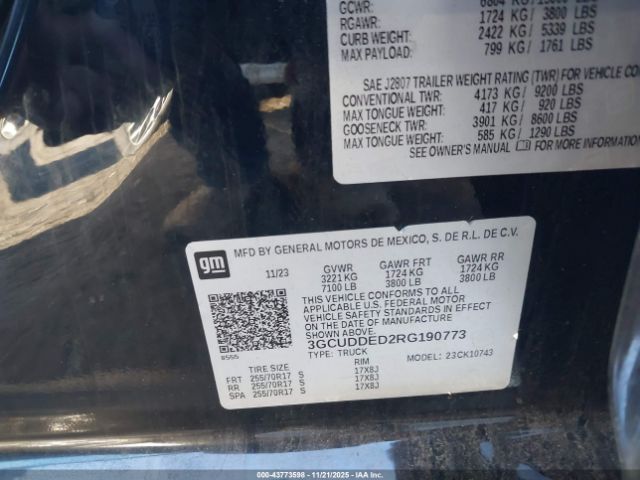 GCWR:
RGAWR: 1724 KG / 3800 LBS
CURB WEIGHT: 2422 KG / 5339 LBS
MAX PAYLOAD: 799 KG / 1761 LBS
SAE J2807 TRAILER WEIGHT RATING (TWR) FOR VEHICLE
CONVENTIONAL TWR: 4173 KG / 9200 LBS
MAX TONGUE WT: 417 KG / 920 LBS
GOOSENECK TWR: 3901 KG / 8600 LBS
MAX TONGUE WT: 585 KG / 1290 LBS
SEE OWNER'S MANUAL FOR MORE INFORMATION
gm
MFD BY GENERAL MOTORS DE MEXICO, S. DE R.L. DE C.V.
11/23 GVWR GAWR FRT GAWR RR
3221 KG 1724 KG 1724 KG
7100 LB 3800 LB 3800 LB
THIS VEHICLE CONFORMS TO ALL
APPLICABLE U.S. FEDERAL MOTOR
VEHICLE SAFETY STANDARDS IN EFFECT
ON THE DATE OF MANUFACTURE
SHOWN ABOVE.
3GCUDDED2RG190773
TYPE: TRUCK MODEL: 23CK10743
TIRE SIZE RIM
FRT 255/70R17 S 17X8J
RR 255/70R17 S 17X8J
SPA 255/70R17 S 17X8J
000-43773598 - 11/21/2025 - IAAI.COM